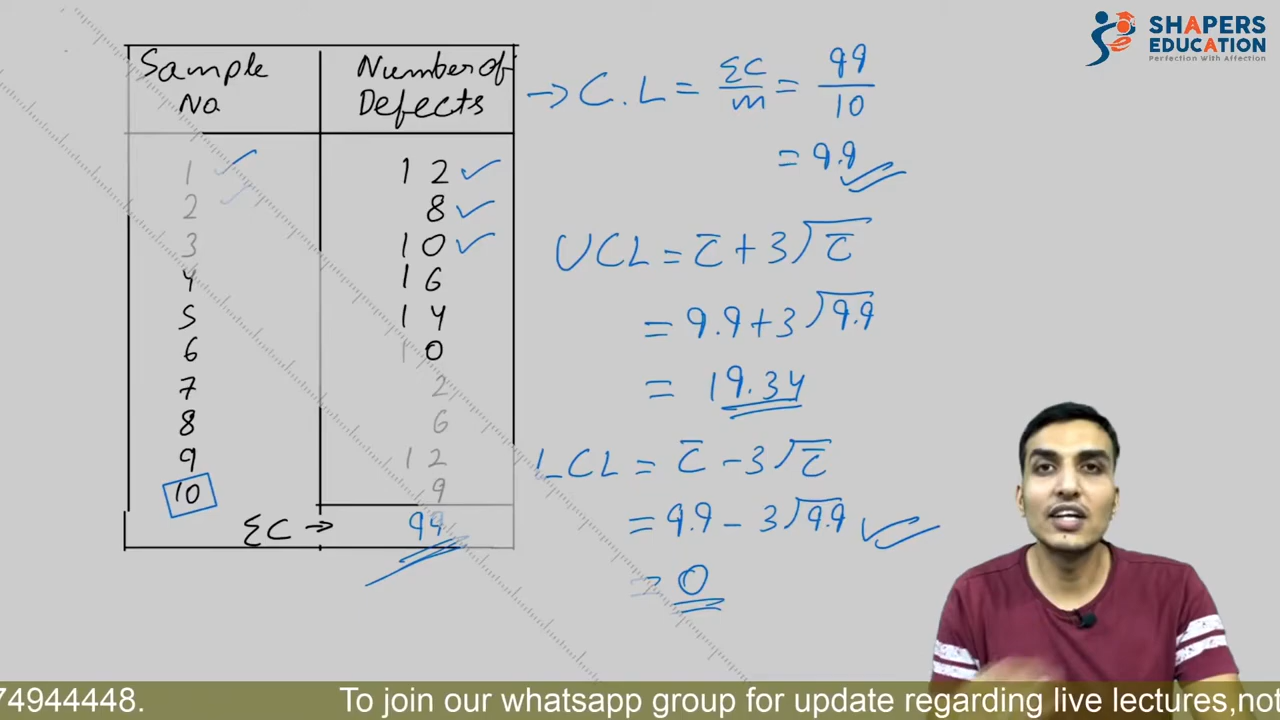 SHAPERS
EDUCATION
Perfection With Affection
Sample No
Number of Defects
1 12
2 8
3 10
4 16
5 14
6 10
7 2
8 6
9 12
10 9
ΣC → 99
→ C.L = ΣC/m = 99/10
= 9.9
UCL = c̄ + 3√c̄
= 9.9 + 3√9.9
= 19.34
LCL = c̄ - 3√c̄
= 9.9 - 3√9.9
= 0
74944448. To join our whatsapp group for update regarding live lectures,not